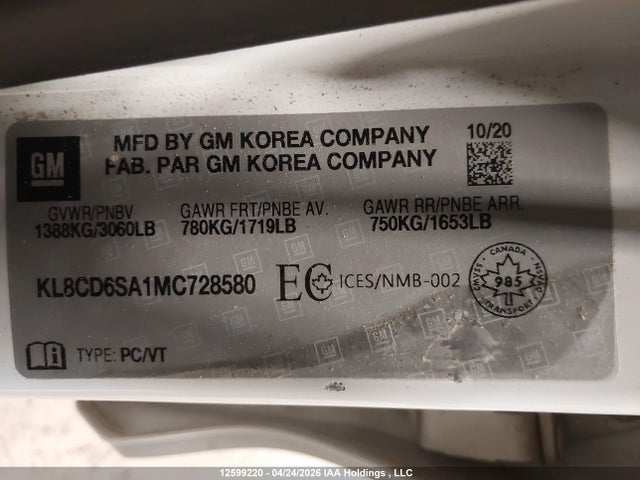 GM
MFD BY GM KOREA COMPANY
FAB. PAR GM KOREA COMPANY
10/20
GVWR/PNBV
1388KG/3060LB
GAWR FRT/PNBE AV.
780KG/1719LB
GAWR RR/PNBE ARR.
750KG/1653LB
KL8CD6SA1MC728580
EC ICES/NMB-002
CANADA
985
TYPE: PC/VT
12599220 - 04/24/2026 IAA Holdings , LLC